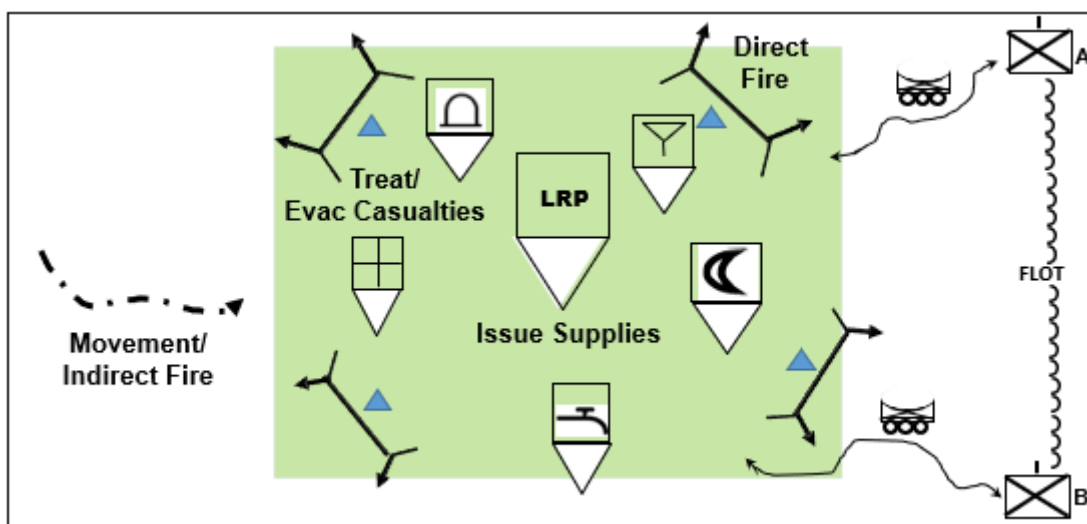 Direct
Fire
A
Treat/
Evac Casualties
LRP
FLOT
Issue Supplies
Movement/
Indirect Fire
B